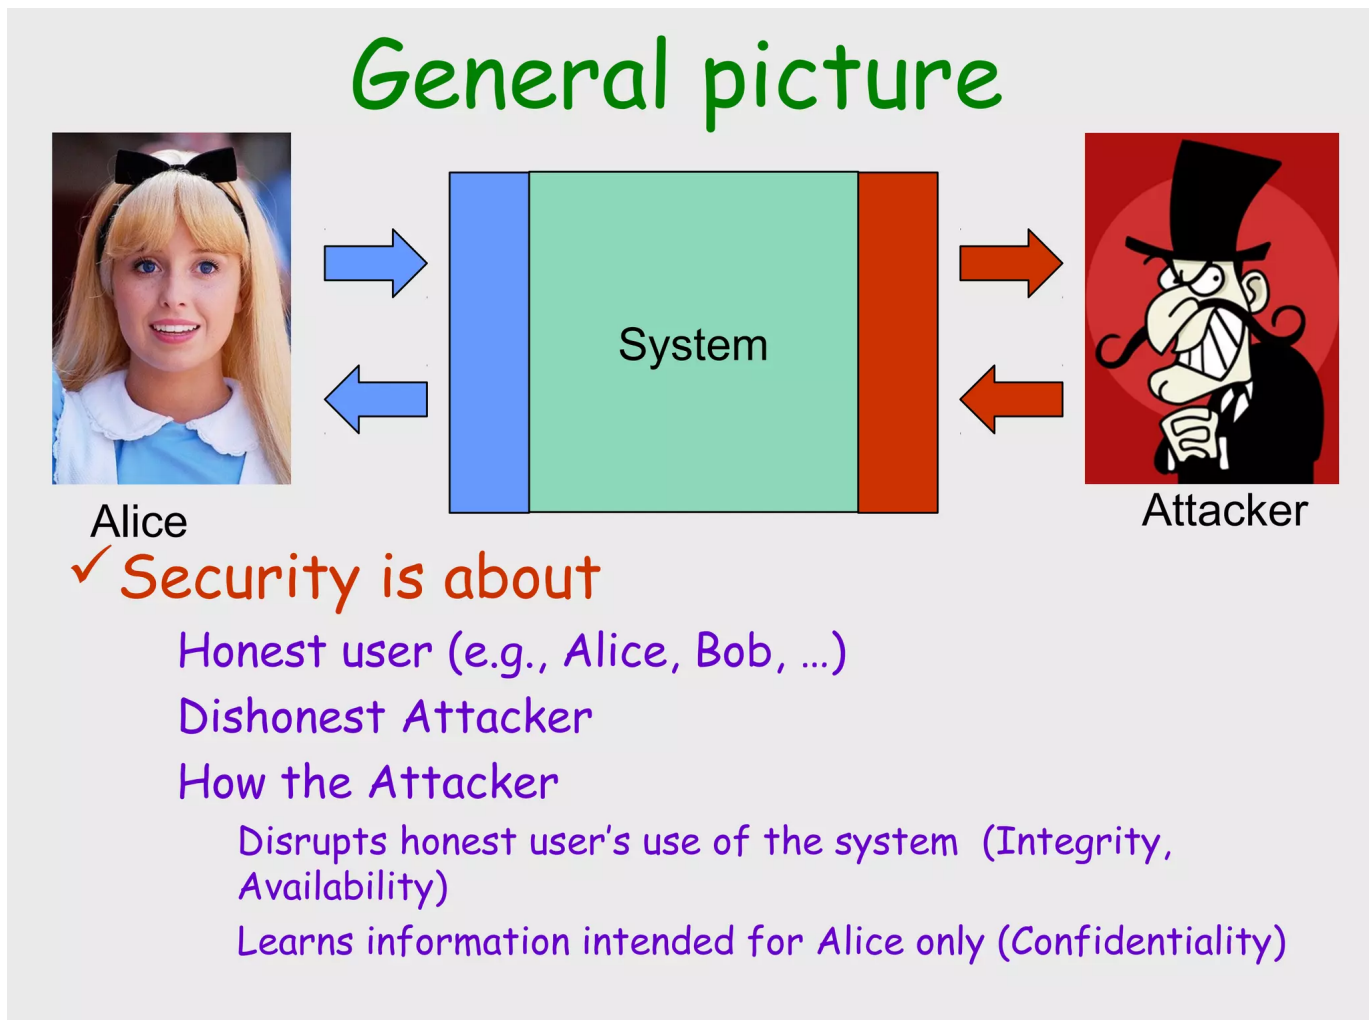 General picture
System
Alice
Attacker
✓Security is about
Honest user (e.g., Alice, Bob, …)
Dishonest Attacker
How the Attacker
Disrupts honest user’s use of the system  (Integrity,
Availability)
Learns information intended for Alice only (Confidentiality)